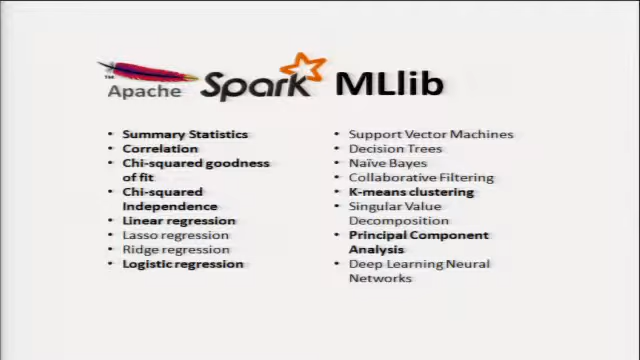 ™
Apache Spark MLlib
• Summary Statistics
• Correlation
• Chi-squared goodness
of fit
• Chi-squared
Independence
• Linear regression
• Lasso regression
• Ridge regression
• Logistic regression
• Support Vector Machines
• Decision Trees
• Naïve Bayes
• Collaborative Filtering
• K-means clustering
• Singular Value
Decomposition
• Principal Component
Analysis
• Deep Learning Neural
Networks